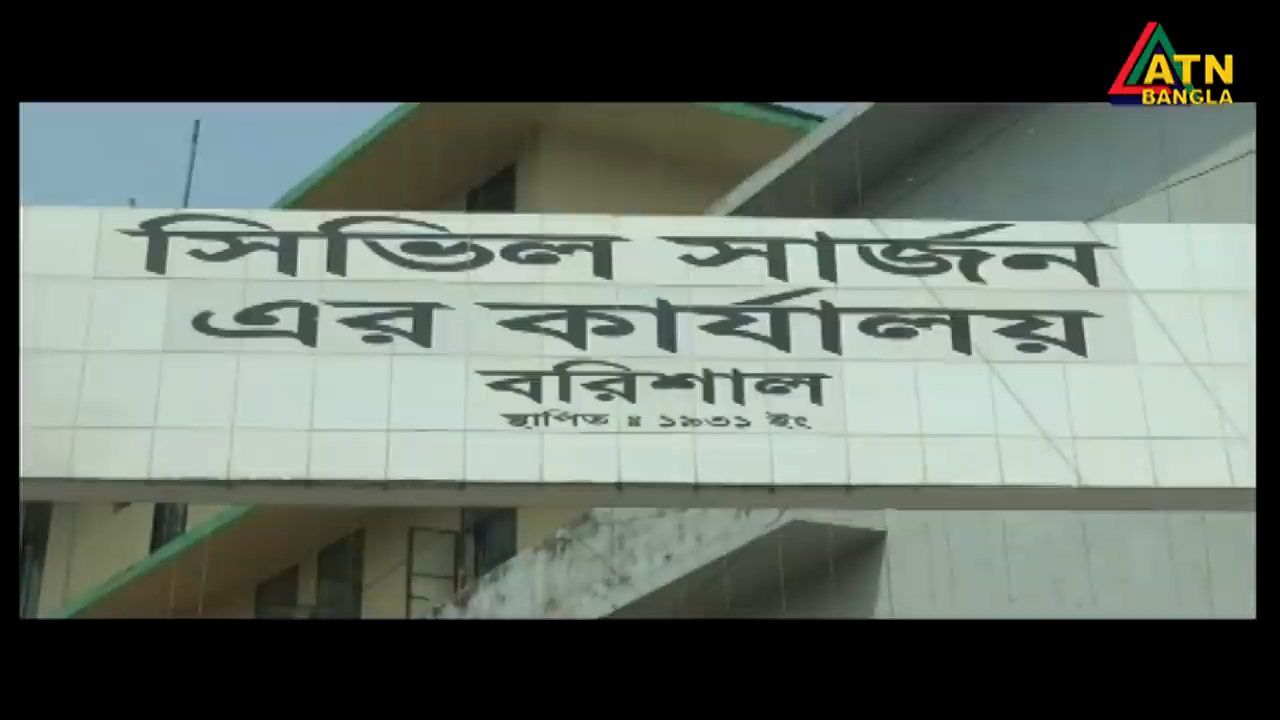 ATN
BANGLA
সিভিল সার্জন
এর কার্যালয়
বরিশাল
স্থাপিত ঃ ১৯৩১ ইং